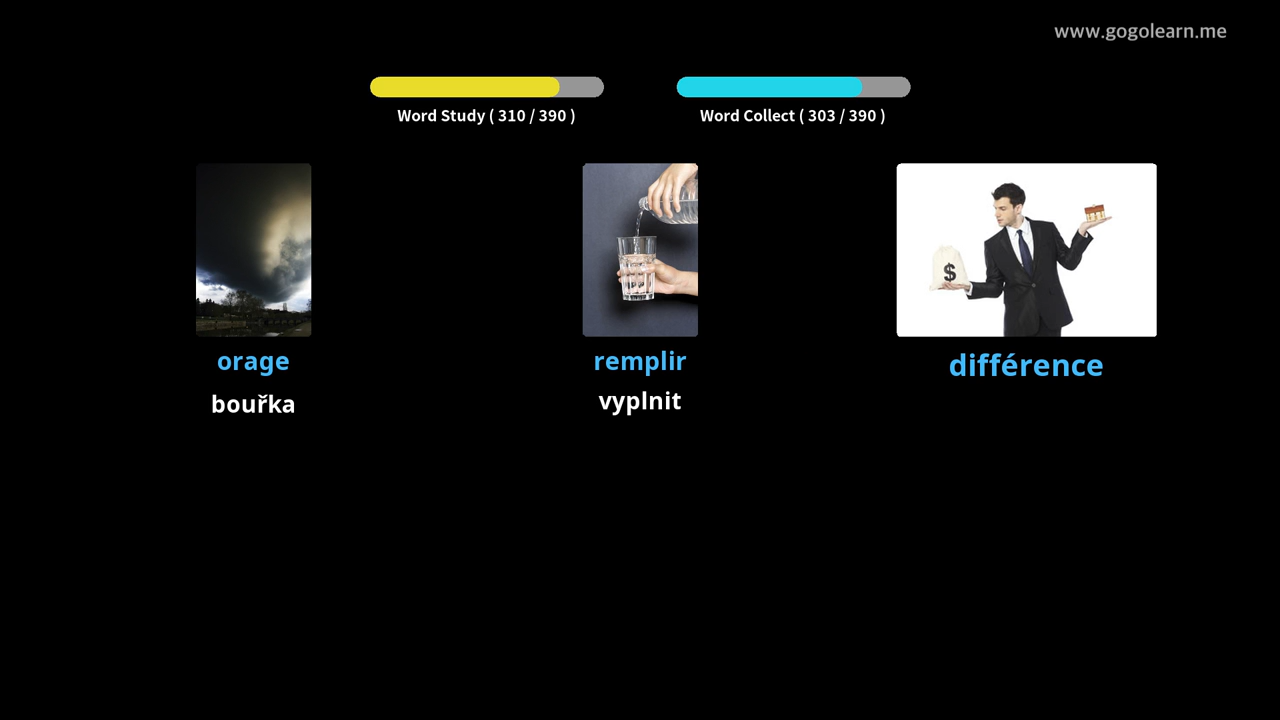 www.gogolearn.me
Word Study ( 310 / 390 )
Word Collect ( 303 / 390 )
$
orage
bouřka
remplir
vyplnit
différence